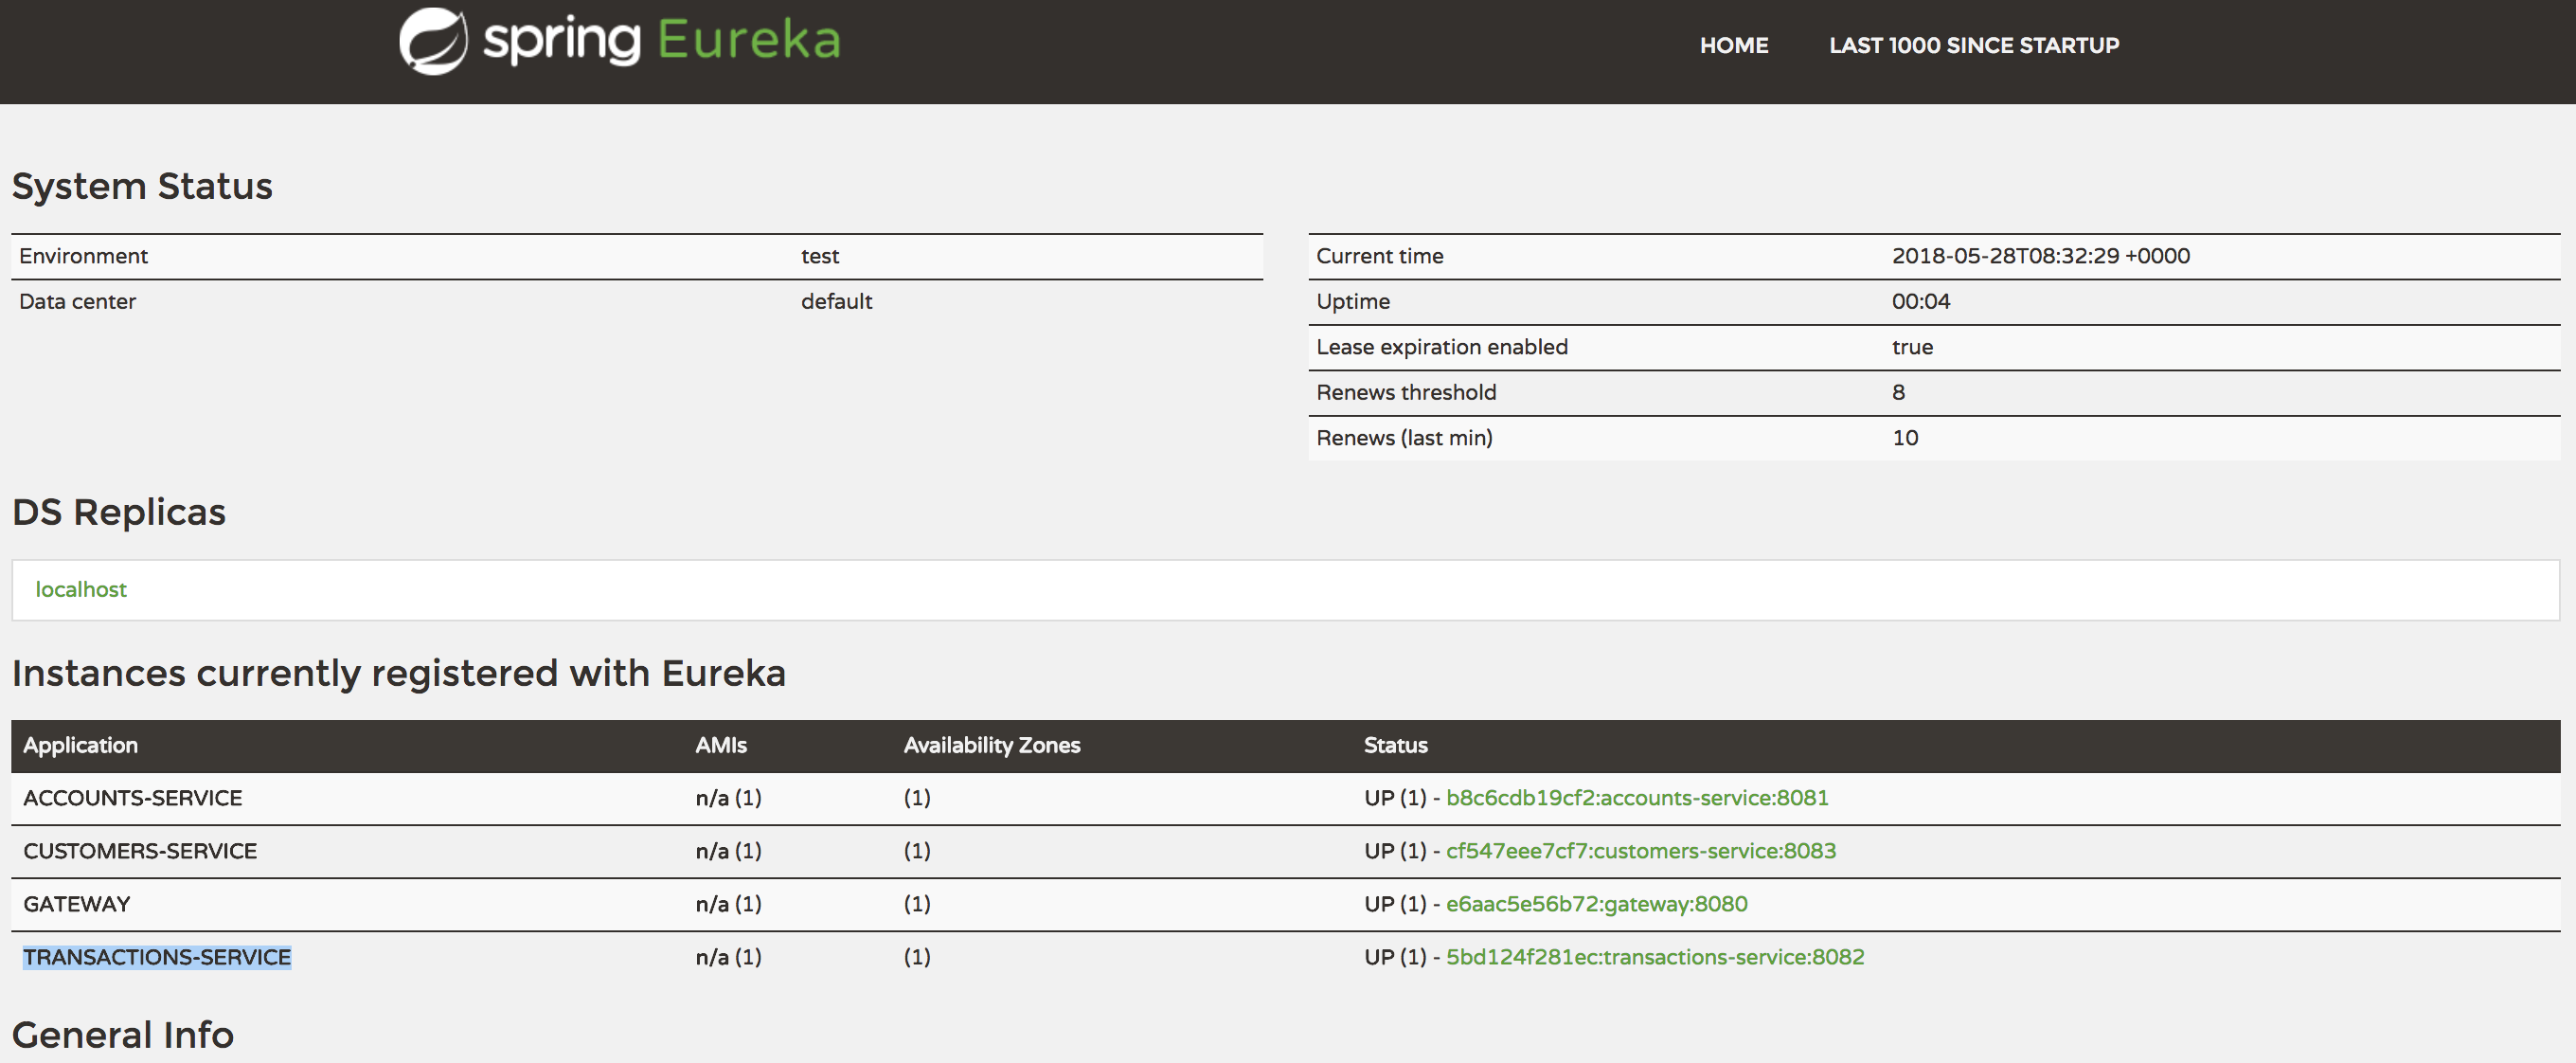 spring Eureka
HOME LAST 1000 SINCE STARTUP
System Status
Environment test
Data center default
Current time 2018-05-28T08:32:29 +0000
Uptime 00:04
Lease expiration enabled true
Renews threshold 8
Renews (last min) 10
DS Replicas
localhost
Instances currently registered with Eureka
Application AMIs Availability Zones Status
ACCOUNTS-SERVICE n/a (1) (1) UP (1) - b8c6cdb19cf2:accounts-service:8081
CUSTOMERS-SERVICE n/a (1) (1) UP (1) - cf547eee7cf7:customers-service:8083
GATEWAY n/a (1) (1) UP (1) - e6aac5e56b72:gateway:8080
TRANSACTIONS-SERVICE n/a (1) (1) UP (1) - 5bd124f281ec:transactions-service:8082
General Info